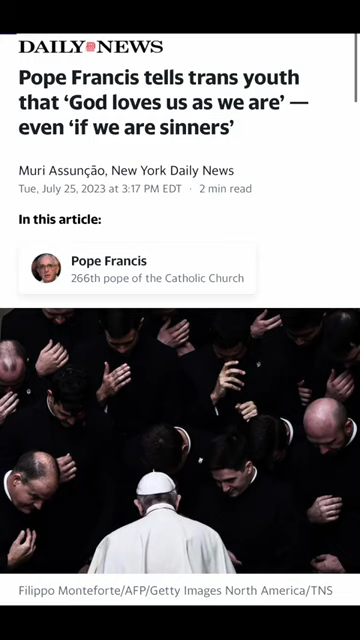 DAILY NEWS
Pope Francis tells trans youth
that ‘God loves us as we are’ —
even ‘if we are sinners’
Muri Assunção, New York Daily News
Tue, July 25, 2023 at 3:17 PM EDT · 2 min read
In this article:
Pope Francis
266th pope of the Catholic Church
Filippo Monteforte/AFP/Getty Images North America/TNS